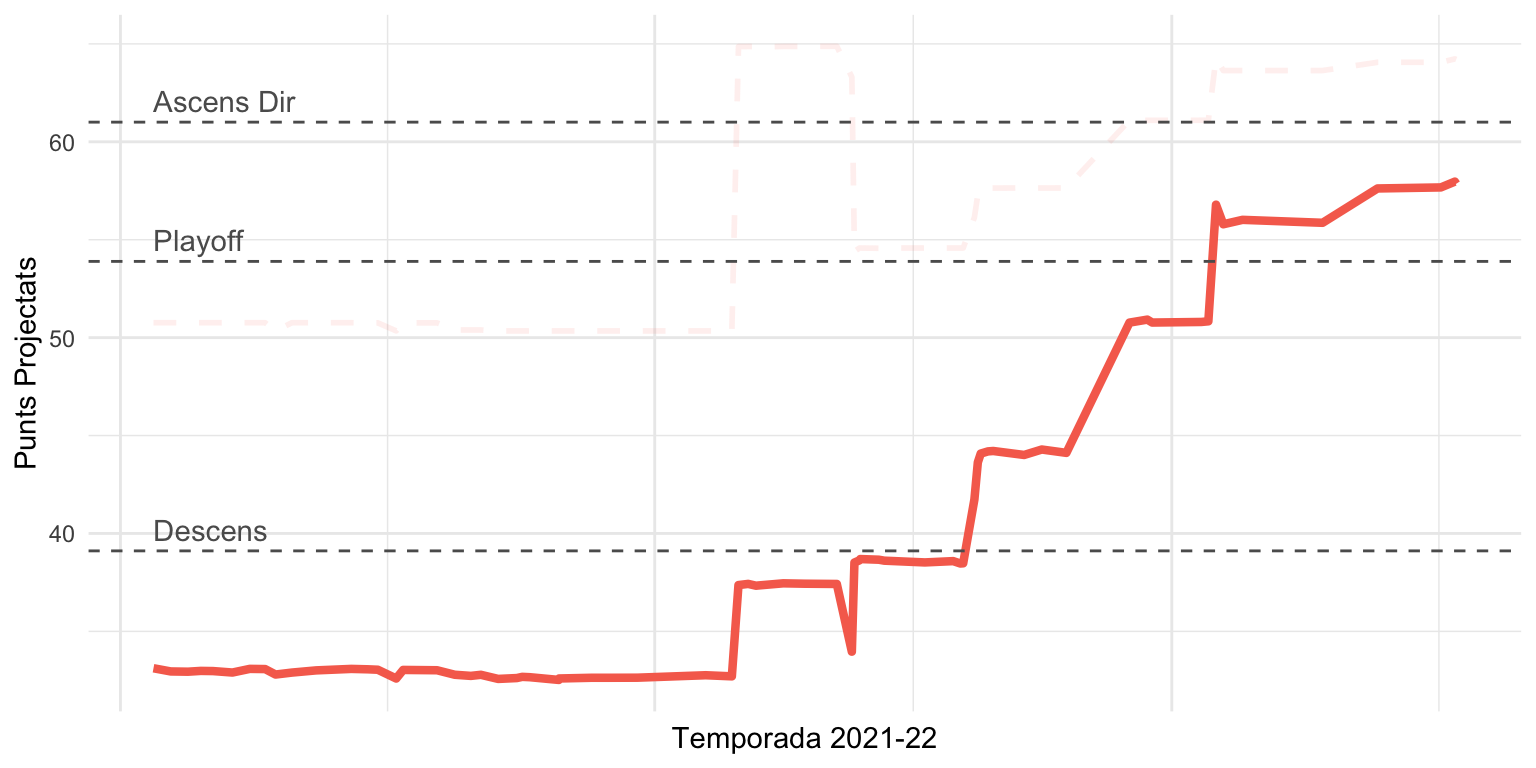 Ascens Dir
60
Playoff
50
Punts Projectats
Descens
40
Temporada 2021-22